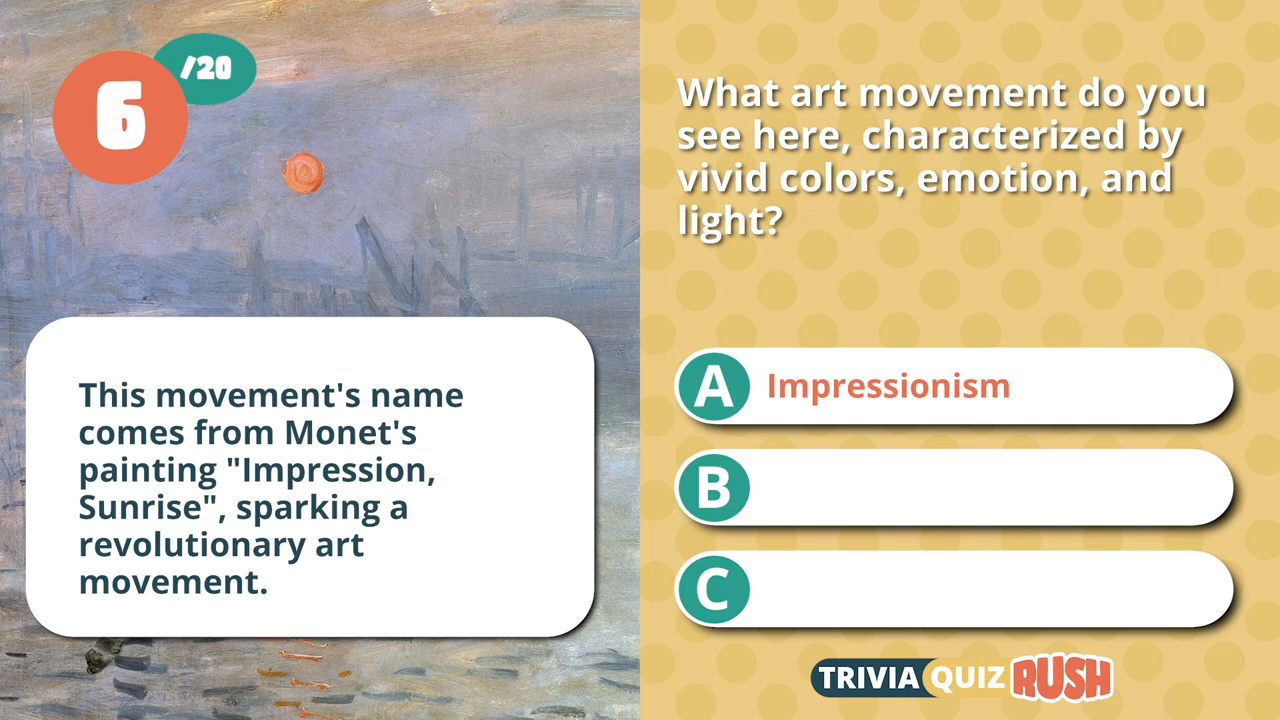 6
/20
What art movement do you
see here, characterized by
vivid colors, emotion, and
light?
This movement's name
comes from Monet's
painting "Impression,
Sunrise", sparking a
revolutionary art
movement.
A Impressionism
B
C
TRIVIA QUIZ RUSH